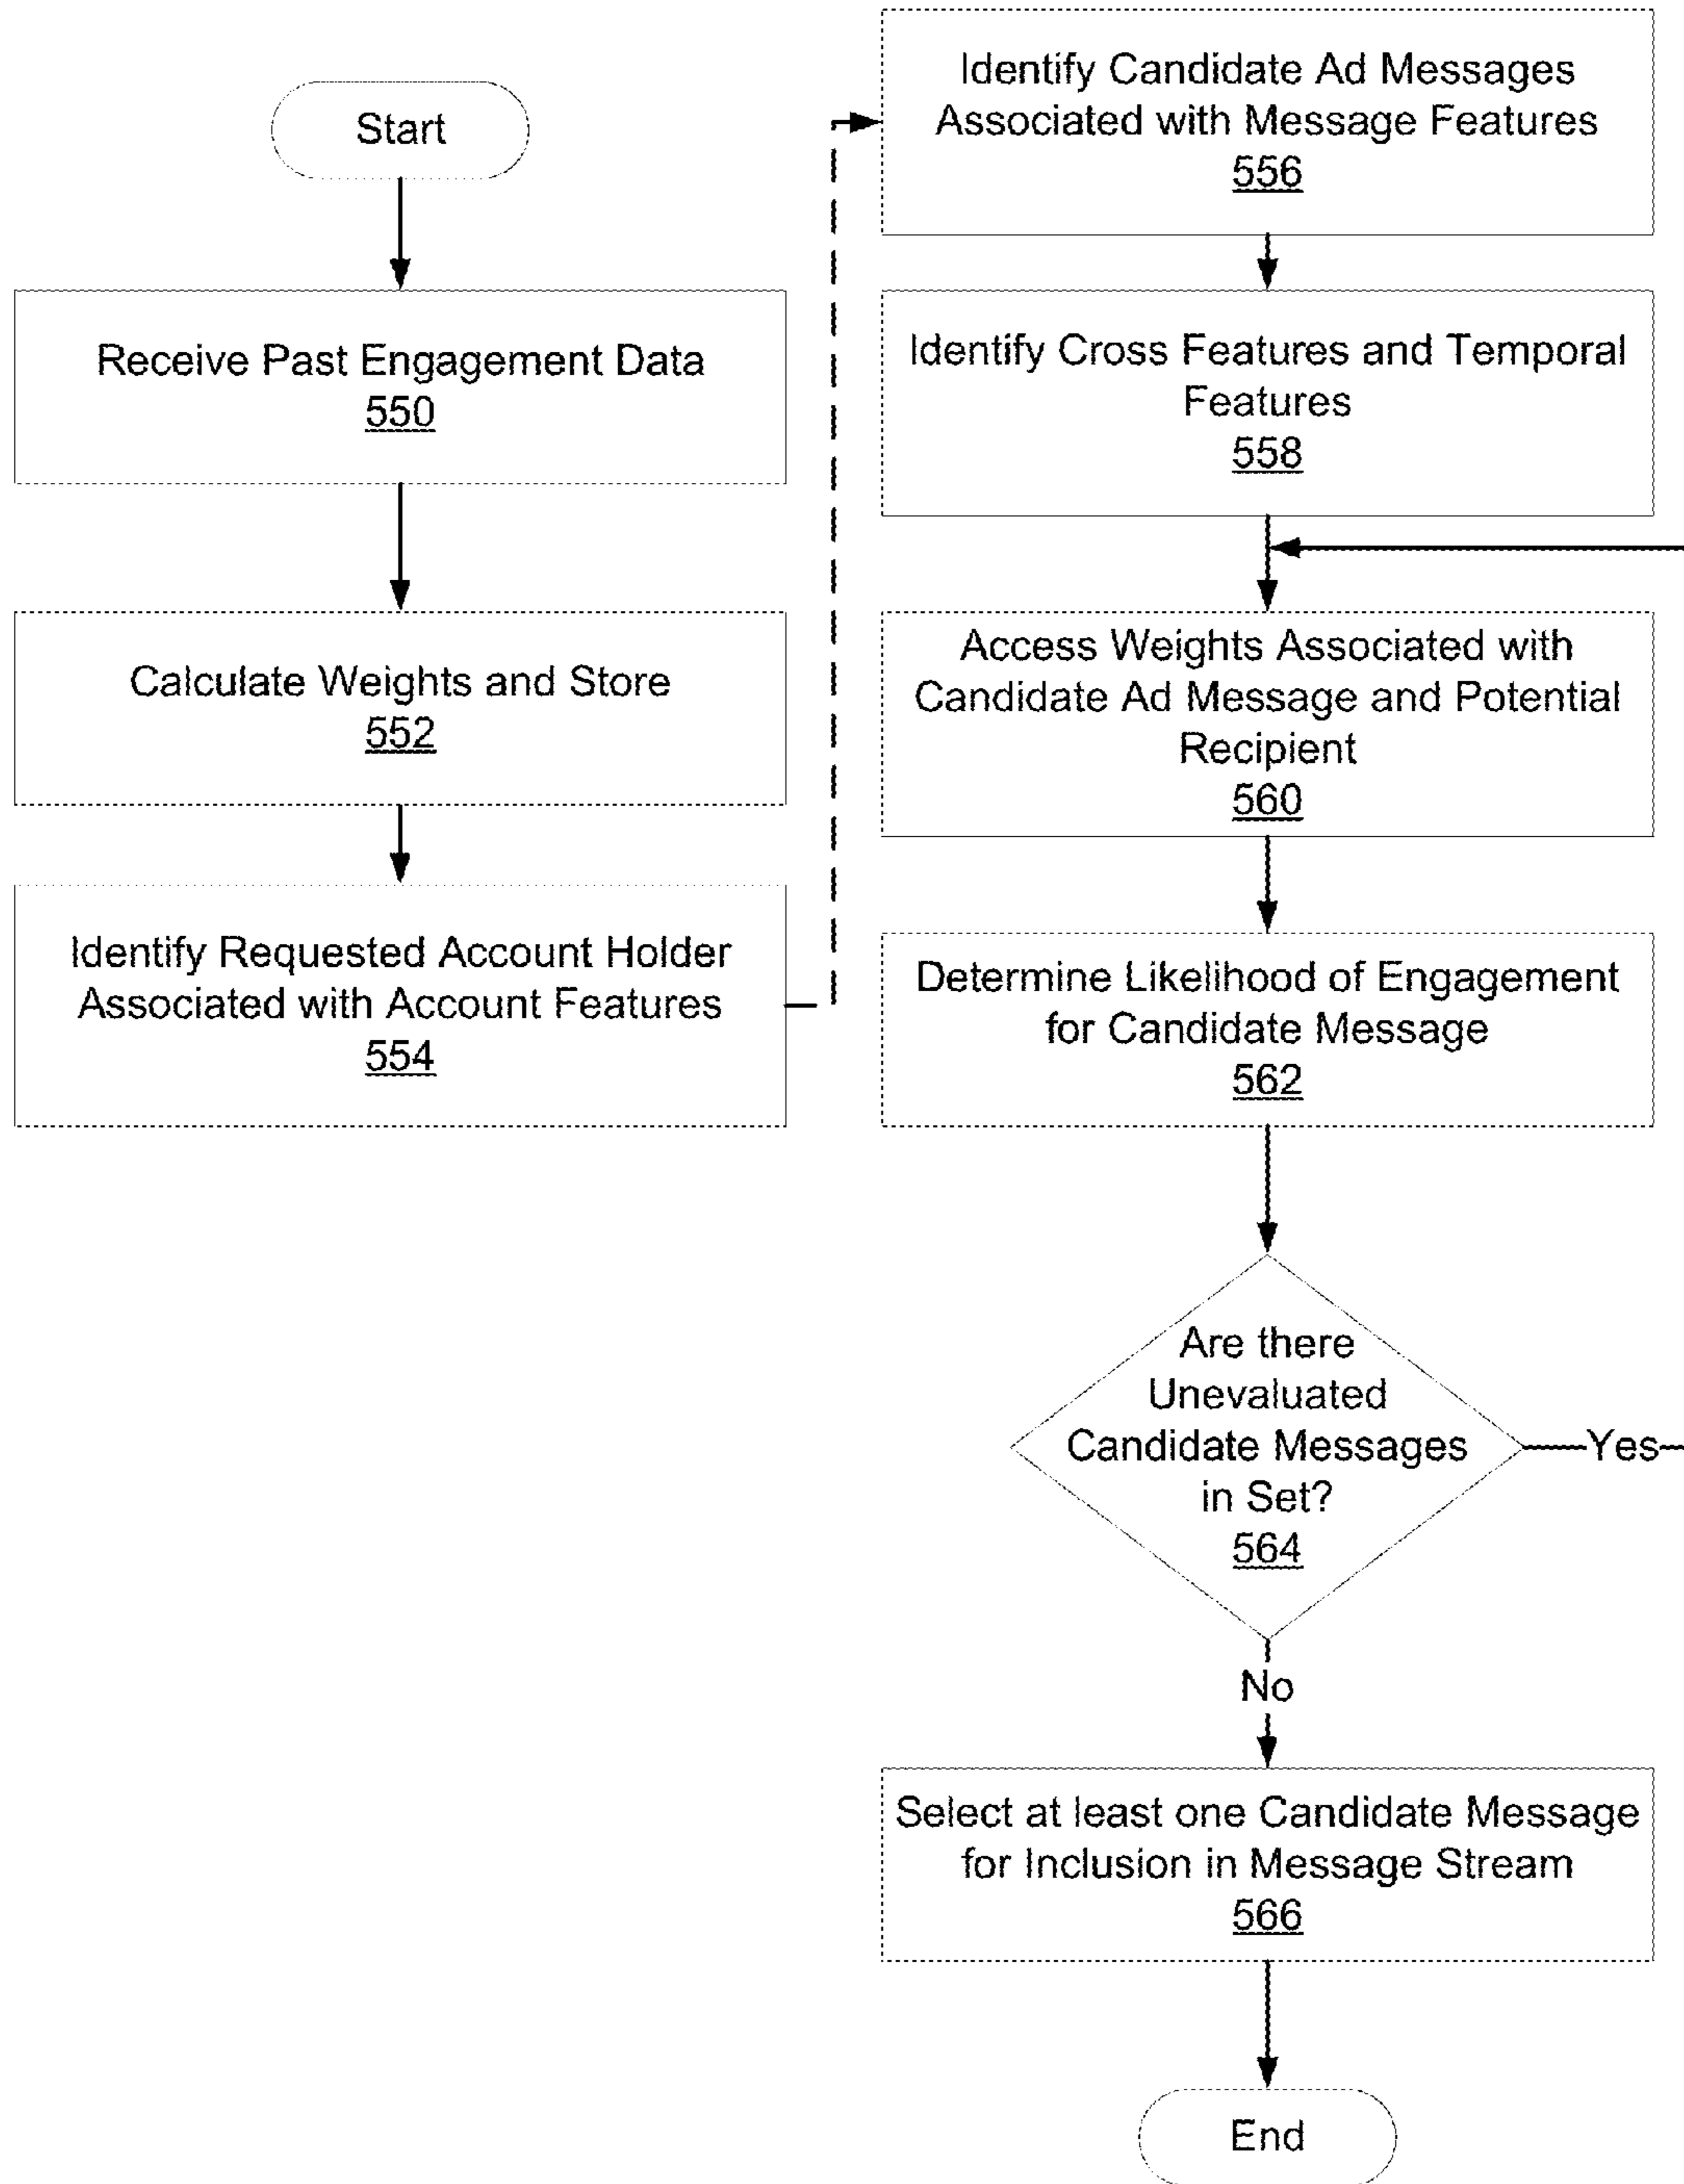 Start
Receive Past Engagement Data
550
Calculate Weights and Store
552
Identify Requested Account Holder
Associated with Account Features
554
Identify Candidate Ad Messages
Associated with Message Features
556
Identify Cross Features and Temporal
Features
558
Access Weights Associated with
Candidate Ad Message and Potential
Recipient
560
Determine Likelihood of Engagement
for Candidate Message
562
Are there
Unevaluated
Candidate Messages
in Set?
564
Yes
No
Select at least one Candidate Message
for Inclusion in Message Stream
566
End